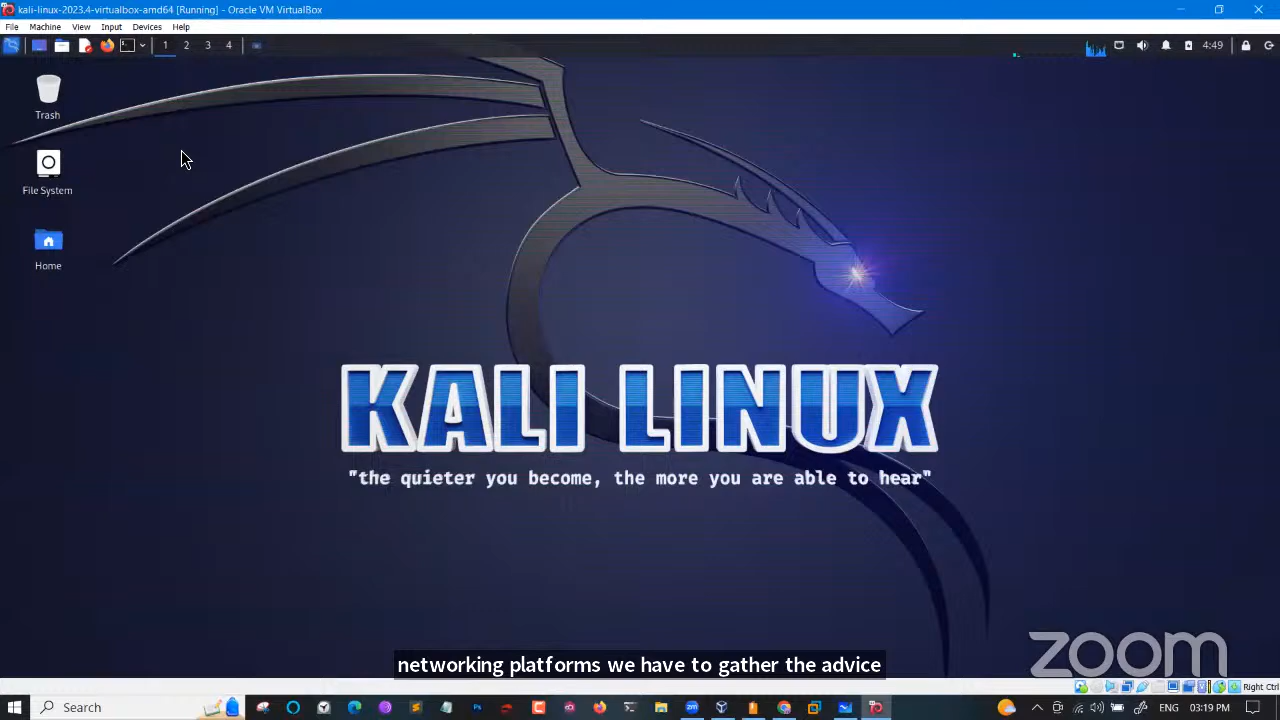 kali-linux-2023.4-virtualbox-amd64 [Running] - Oracle VM VirtualBox
File Machine View Input Devices Help
1 2 3 4
4:49
Trash
File System
Home
KALI LINUX
"the quieter you become, the more you are able to hear"
networking platforms we have to gather the advice
zoom
Right Ctrl
Search
ENG
03:19 PM